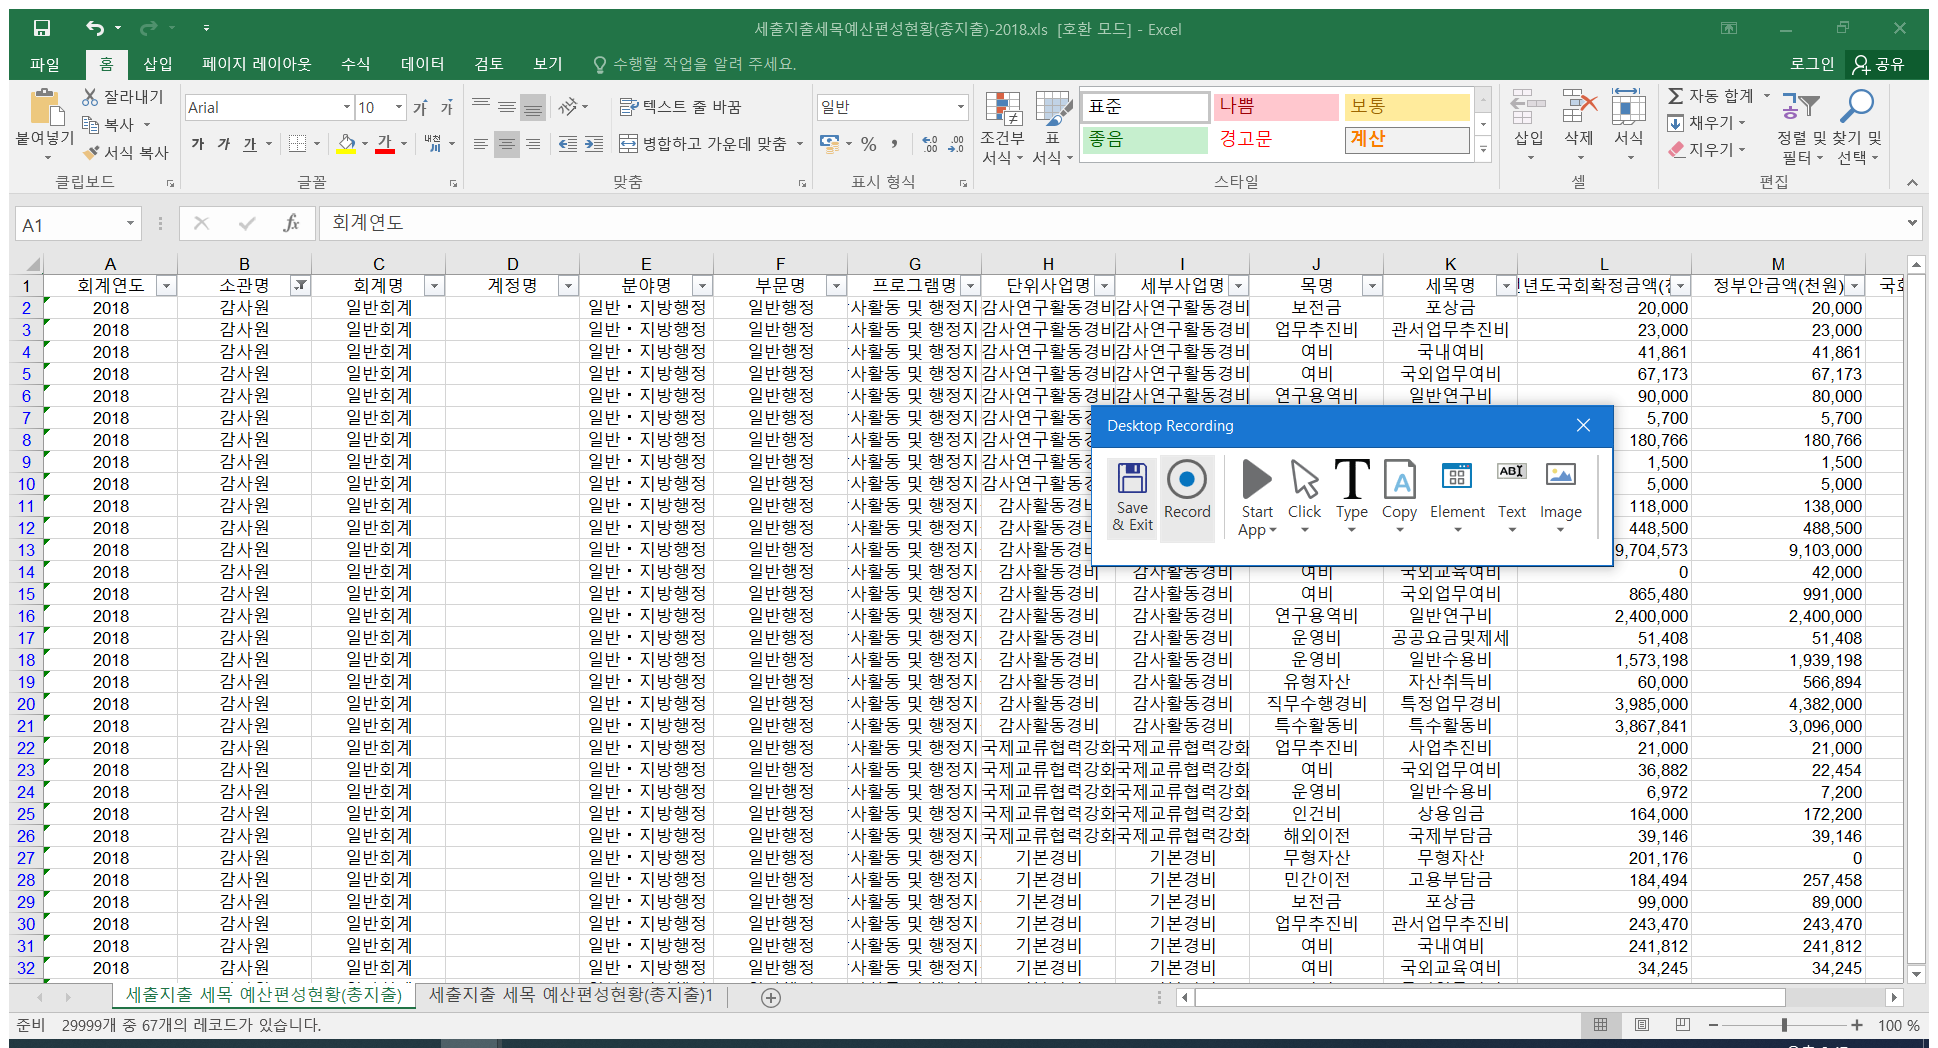 세출지출세목예산편성현황(총지출)-2018.xls [호환 모드] - Excel
파일 홈 삽입 페이지 레이아웃 수식 데이터 검토 보기 수행할 작업을 알려 주세요. 로그인 공유
붙여넣기 잘라내기 복사 서식 복사 클립보드
Arial 10 가 가 가 가 가 내천 글꼴
텍스트 줄 바꿈 병합하고 가운데 맞춤 맞춤
일반 % , 표시 형식
조건부 서식 표 서식 표준 나쁨 보통 좋음 경고문 계산 스타일
삽입 삭제 서식 셀
자동 합계 채우기 지우기 정렬 및 필터 찾기 및 선택 편집
A1 fx 회계연도
A B C D E F G H I J K L M
1 회계연도 소관명 회계명 계정명 분야명 부문명 프로그램명 단위사업명 세부사업명 목명 세목명 년도국회확정금액( 정부안금액(천원) 국회
2 2018 감사원 일반회계 일반・지방행정 일반행정 사활동 및 행정지 감사연구활동경비 감사연구활동경비 보전금 포상금 20,000 20,000
3 2018 감사원 일반회계 일반・지방행정 일반행정 사활동 및 행정지 감사연구활동경비 감사연구활동경비 업무추진비 관서업무추진비 23,000 23,000
4 2018 감사원 일반회계 일반・지방행정 일반행정 사활동 및 행정지 감사연구활동경비 감사연구활동경비 여비 국내여비 41,861 41,861
5 2018 감사원 일반회계 일반・지방행정 일반행정 사활동 및 행정지 감사연구활동경비 감사연구활동경비 여비 국외업무여비 67,173 67,173
6 2018 감사원 일반회계 일반・지방행정 일반행정 사활동 및 행정지 감사연구활동경비 감사연구활동경비 연구용역비 일반연구비 90,000 80,000
7 2018 감사원 일반회계 일반・지방행정 일반행정 사활동 및 행정지 감사연구활동경 5,700 5,700
8 2018 감사원 일반회계 일반・지방행정 일반행정 사활동 및 행정지 감사연구활동경 180,766 180,766
9 2018 감사원 일반회계 일반・지방행정 일반행정 사활동 및 행정지 감사연구활동경 1,500 1,500
10 2018 감사원 일반회계 일반・지방행정 일반행정 사활동 및 행정지 감사연구활동경 5,000 5,000
11 2018 감사원 일반회계 일반・지방행정 일반행정 사활동 및 행정지 감사활동경비 118,000 138,000
12 2018 감사원 일반회계 일반・지방행정 일반행정 사활동 및 행정지 감사활동경비 448,500 488,500
13 2018 감사원 일반회계 일반・지방행정 일반행정 사활동 및 행정지 감사활동경비 9,704,573 9,103,000
Desktop Recording
Save & Exit Record Start App Click Type Copy Element Text Image
14 2018 감사원 일반회계 일반・지방행정 일반행정 사활동 및 행정지 감사활동경비 감사활동경비 여비 국외교육여비 0 42,000
15 2018 감사원 일반회계 일반・지방행정 일반행정 사활동 및 행정지 감사활동경비 감사활동경비 여비 국외업무여비 865,480 991,000
16 2018 감사원 일반회계 일반・지방행정 일반행정 사활동 및 행정지 감사활동경비 감사활동경비 연구용역비 일반연구비 2,400,000 2,400,000
17 2018 감사원 일반회계 일반・지방행정 일반행정 사활동 및 행정지 감사활동경비 감사활동경비 운영비 공공요금및제세 51,408 51,408
18 2018 감사원 일반회계 일반・지방행정 일반행정 사활동 및 행정지 감사활동경비 감사활동경비 운영비 일반수용비 1,573,198 1,939,198
19 2018 감사원 일반회계 일반・지방행정 일반행정 사활동 및 행정지 감사활동경비 감사활동경비 유형자산 자산취득비 60,000 566,894
20 2018 감사원 일반회계 일반・지방행정 일반행정 사활동 및 행정지 감사활동경비 감사활동경비 직무수행경비 특정업무경비 3,985,000 4,382,000
21 2018 감사원 일반회계 일반・지방행정 일반행정 사활동 및 행정지 감사활동경비 감사활동경비 특수활동비 특수활동비 3,867,841 3,096,000
22 2018 감사원 일반회계 일반・지방행정 일반행정 사활동 및 행정지 국제교류협력강화 국제교류협력강화 업무추진비 사업추진비 21,000 21,000
23 2018 감사원 일반회계 일반・지방행정 일반행정 사활동 및 행정지 국제교류협력강화 국제교류협력강화 여비 국외업무여비 36,882 22,454
24 2018 감사원 일반회계 일반・지방행정 일반행정 사활동 및 행정지 국제교류협력강화 국제교류협력강화 운영비 일반수용비 6,972 7,200
25 2018 감사원 일반회계 일반・지방행정 일반행정 사활동 및 행정지 국제교류협력강화 국제교류협력강화 인건비 상용임금 164,000 172,200
26 2018 감사원 일반회계 일반・지방행정 일반행정 사활동 및 행정지 국제교류협력강화 국제교류협력강화 해외이전 국제부담금 39,146 39,146
27 2018 감사원 일반회계 일반・지방행정 일반행정 사활동 및 행정지 기본경비 기본경비 무형자산 무형자산 201,176 0
28 2018 감사원 일반회계 일반・지방행정 일반행정 사활동 및 행정지 기본경비 기본경비 민간이전 고용부담금 184,494 257,458
29 2018 감사원 일반회계 일반・지방행정 일반행정 사활동 및 행정지 기본경비 기본경비 보전금 포상금 99,000 89,000
30 2018 감사원 일반회계 일반・지방행정 일반행정 사활동 및 행정지 기본경비 기본경비 업무추진비 관서업무추진비 243,470 243,470
31 2018 감사원 일반회계 일반・지방행정 일반행정 사활동 및 행정지 기본경비 기본경비 여비 국내여비 241,812 241,812
32 2018 감사원 일반회계 일반・지방행정 일반행정 사활동 및 행정지 기본경비 기본경비 여비 국외교육여비 34,245 34,245
세출지출 세목 예산편성현황(총지출) 세출지출 세목 예산편성현황(총지출)1
준비 29999개 중 67개의 레코드가 있습니다. 100 %